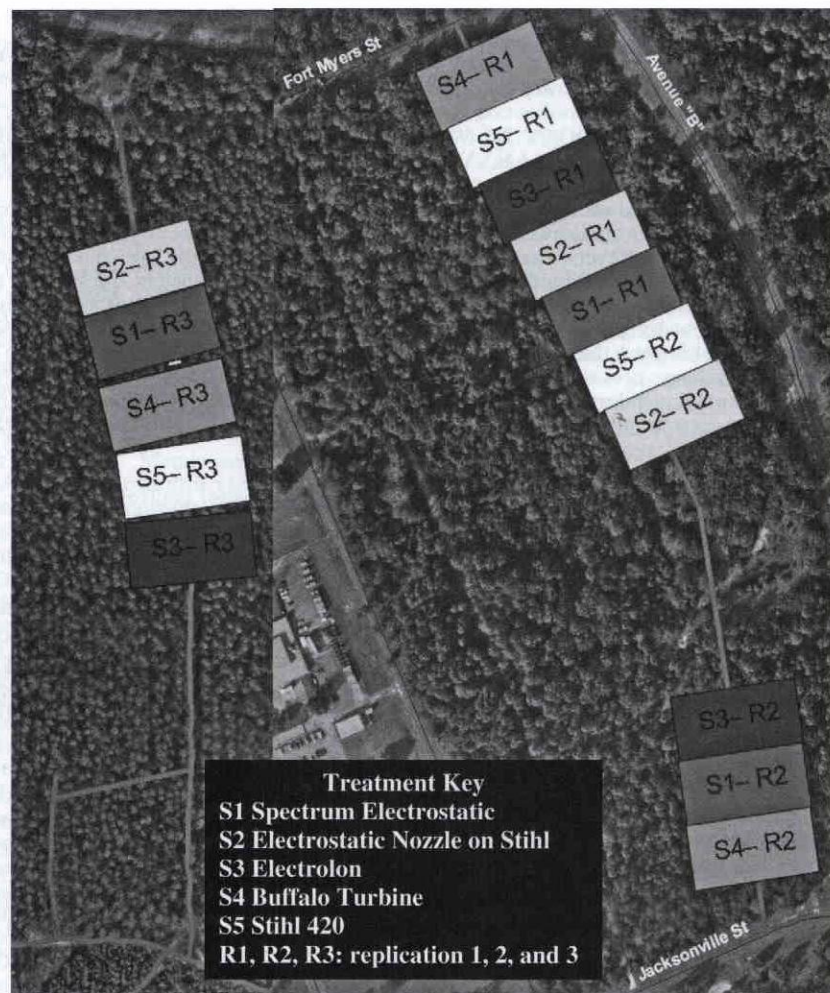 Fort Myers St
Avenue "B"
S4– R1
S5– R1
S3– R1
S2– R1
S1– R1
S5– R2
S2– R2
S2– R3
S1– R3
S4– R3
S5– R3
S3– R3
S3– R2
S1– R2
S4– R2
Jacksonville St
Treatment Key
S1 Spectrum Electrostatic
S2 Electrostatic Nozzle on Stihl
S3 Electrolon
S4 Buffalo Turbine
S5 Stihl 420
R1, R2, R3: replication 1, 2, and 3